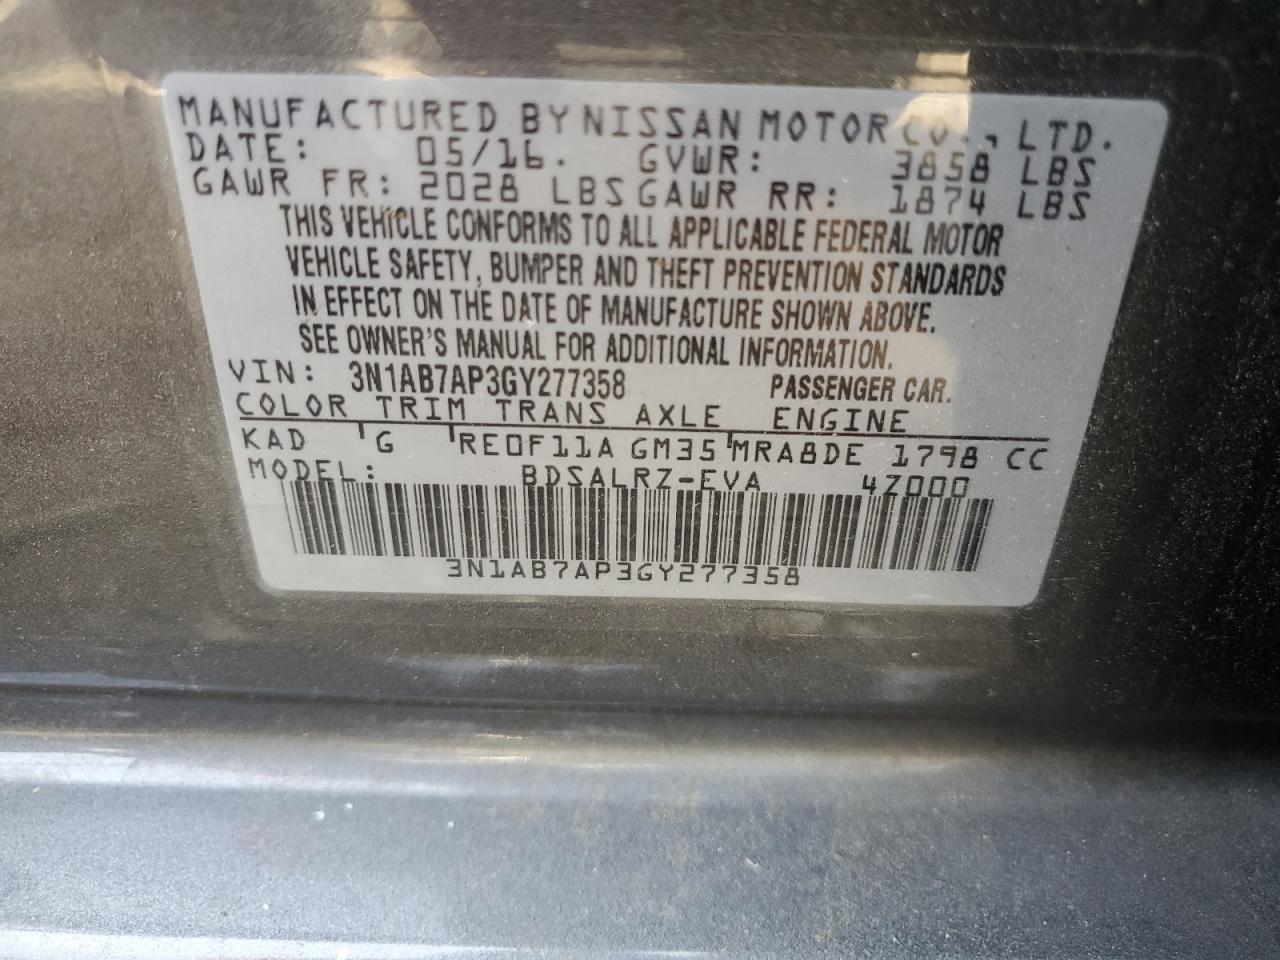 MANUFACTURED BY NISSAN MOTOR CO., LTD.
DATE: 05/16. GVWR: 3858 LBS
GAWR FR: 2028 LBS GAWR RR: 1874 LBS
THIS VEHICLE CONFORMS TO ALL APPLICABLE FEDERAL MOTOR
VEHICLE SAFETY, BUMPER AND THEFT PREVENTION STANDARDS
IN EFFECT ON THE DATE OF MANUFACTURE SHOWN ABOVE.
SEE OWNER'S MANUAL FOR ADDITIONAL INFORMATION.
VIN: 3N1AB7AP3GY277358 PASSENGER CAR.
COLOR TRIM TRANS AXLE ENGINE
KAD G RE0F11A GM35 MRA8DE 1798 CC
MODEL: BDSALRZ-EVA 4Z000
3N1AB7AP3GY277358